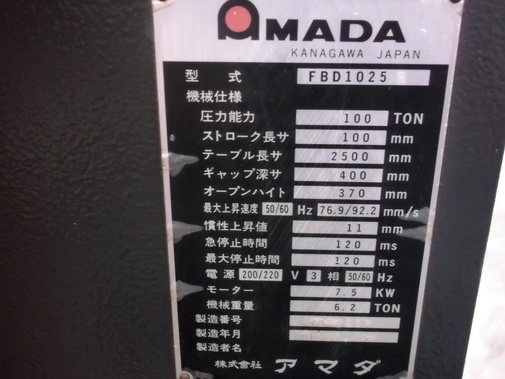 AMADA
KANAGAWA JAPAN
型式 FBD1025
機械仕様
圧力能力 100 TON
ストローク長サ 100 mm
テーブル長サ 2500 mm
ギャップ深サ 400 mm
オープンハイト 370 mm
最大上昇速度 50/60 Hz 76.9/92.2 mm/s
慣性上昇値 11 mm
急停止時間 120 ms
最大停止時間 120 ms
電源 200/220 V 3 相 50/60 Hz
モーター 7.5 KW
機械重量 6.2 TON
製造番号
製造年月
製造者名
株式会社 アマダ